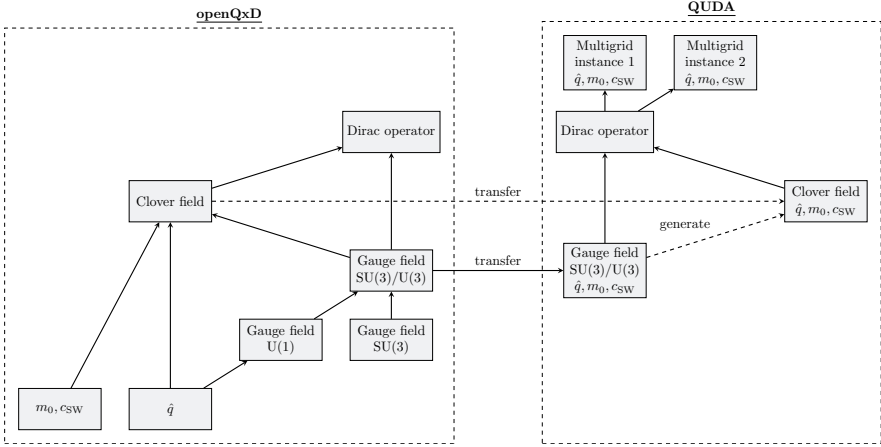 openQxD
QUDA
Multigrid
instance 1
q̂, m₀, c_SW
Multigrid
instance 2
q̂, m₀, c_SW
Dirac operator
Dirac operator
Clover field
transfer
Clover field
q̂, m₀, c_SW
generate
Gauge field
SU(3)/U(3)
transfer
Gauge field
SU(3)/U(3)
q̂, m₀, c_SW
Gauge field
U(1)
Gauge field
SU(3)
m₀, c_SW
q̂